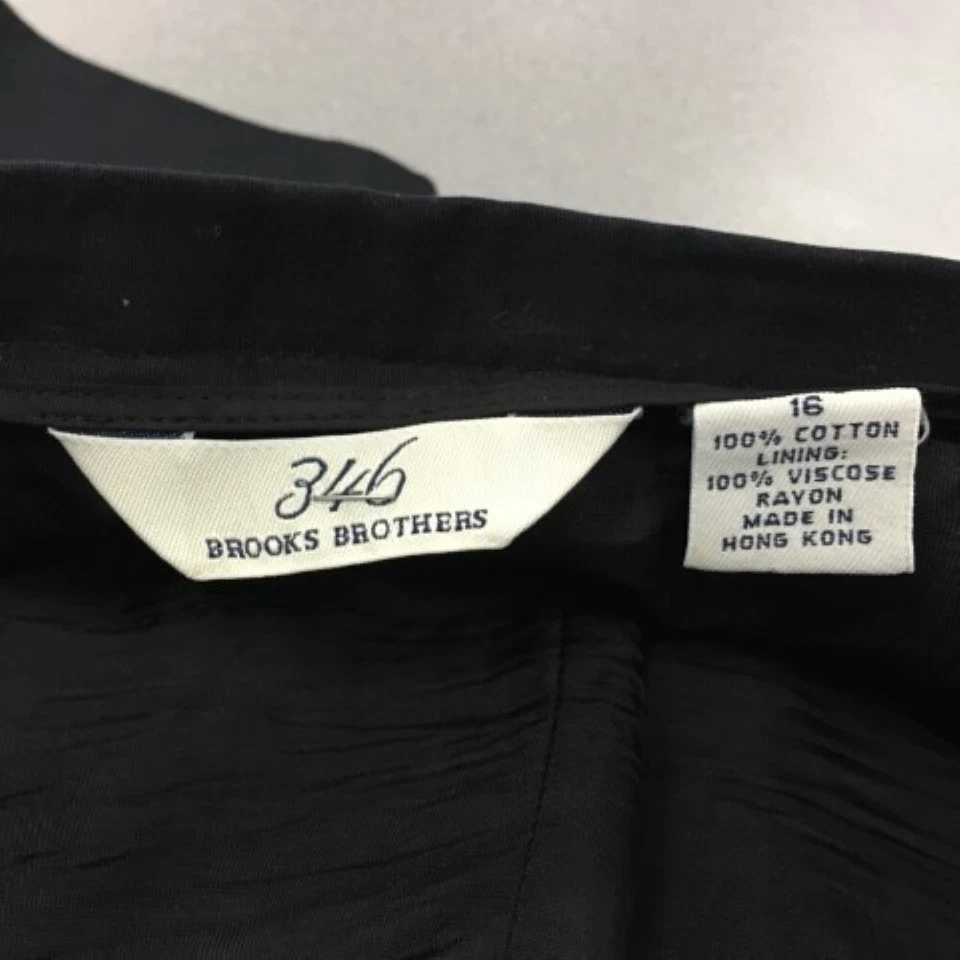 346
BROOKS BROTHERS
16
100% COTTON
LINING:
100% VISCOSE
RAYON
MADE IN
HONG KONG